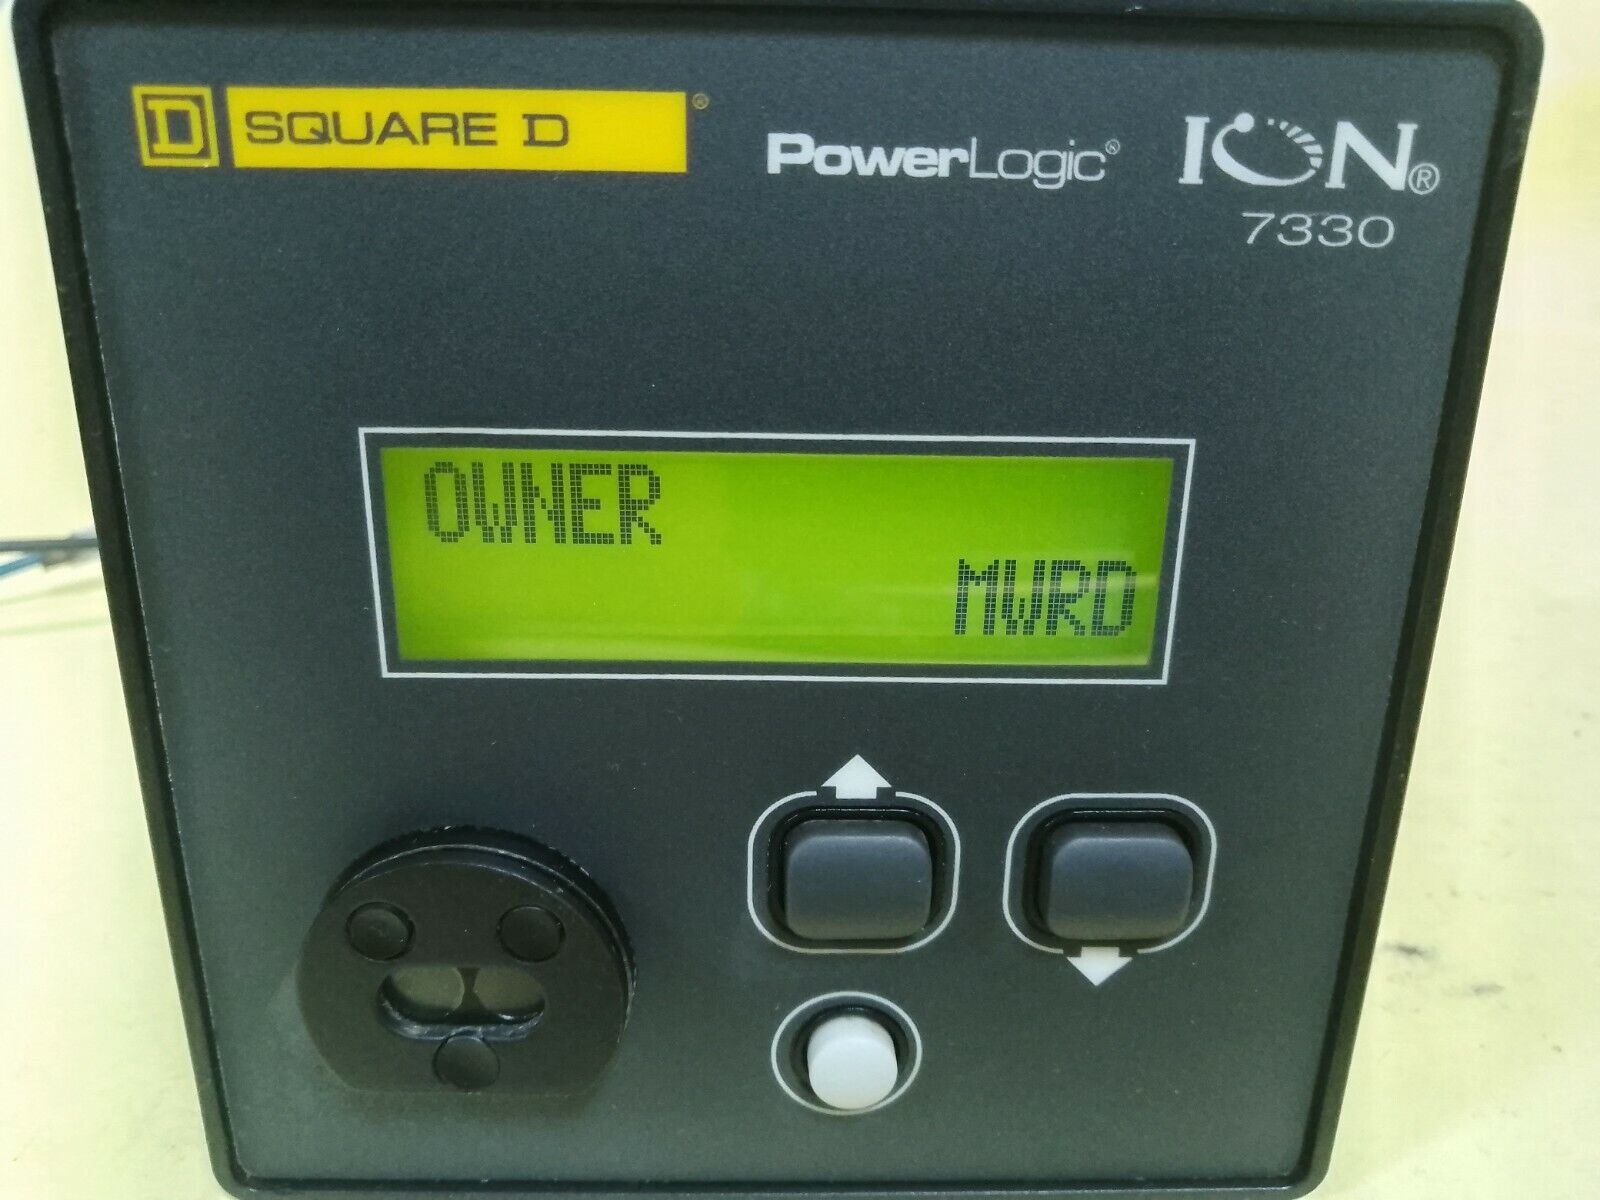 D SQUARE D ®
PowerLogic® ION®
7330
OWNER
MWRD